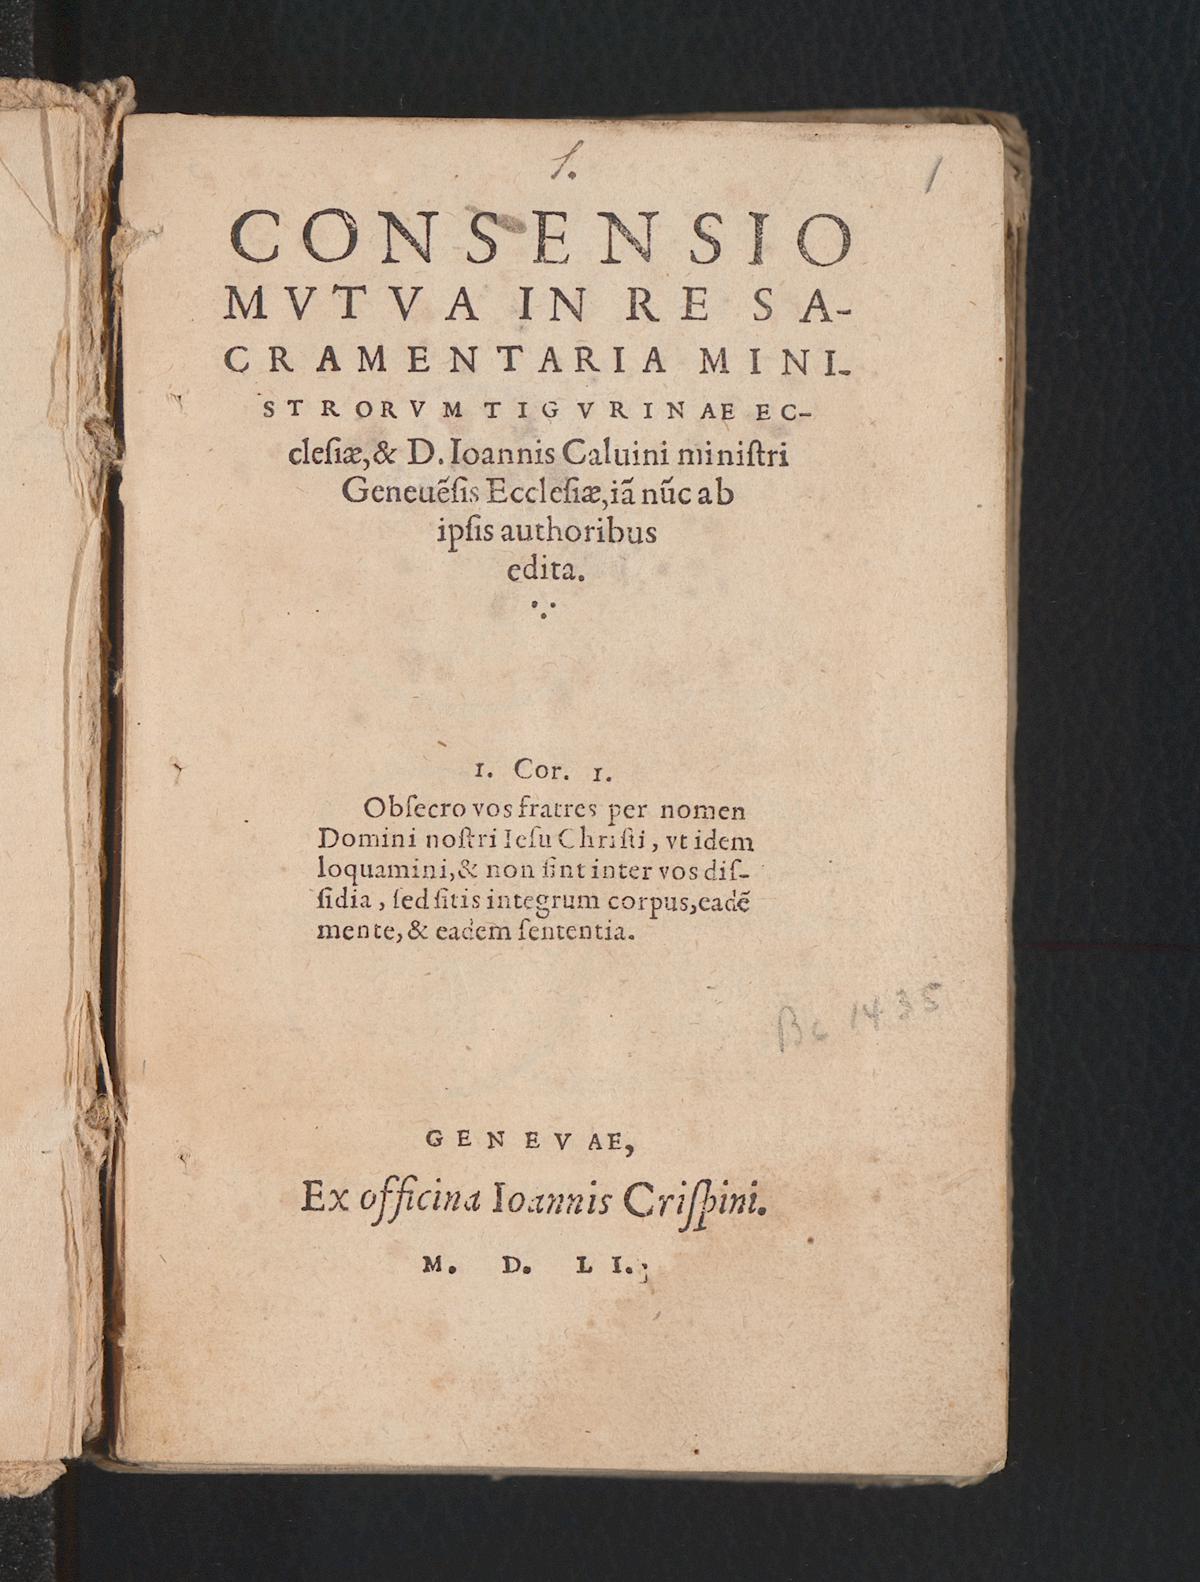 1.
1
CONSENSIO
MVTVA IN RE SA-
CRAMENTARIA MINI-
STRORVM TIGVRINAE EC-
clesiæ, & D. Ioannis Caluini miniſtri
Geneuẽſis Eccleſiæ, iã nũc ab
ipſis authoribus
edita.
1. Cor. 1.
Obſecro vos fratres per nomen
Domini noſtri Ieſu Chriſti, vt idem
loquamini, & non ſint inter vos diſ-
ſidia, ſed ſitis integrum corpus, eadẽ
mente, & eadem ſententia.
Bc 1435
GENEVAE,
Ex officina Ioannis Criſpini.
M. D. LI.